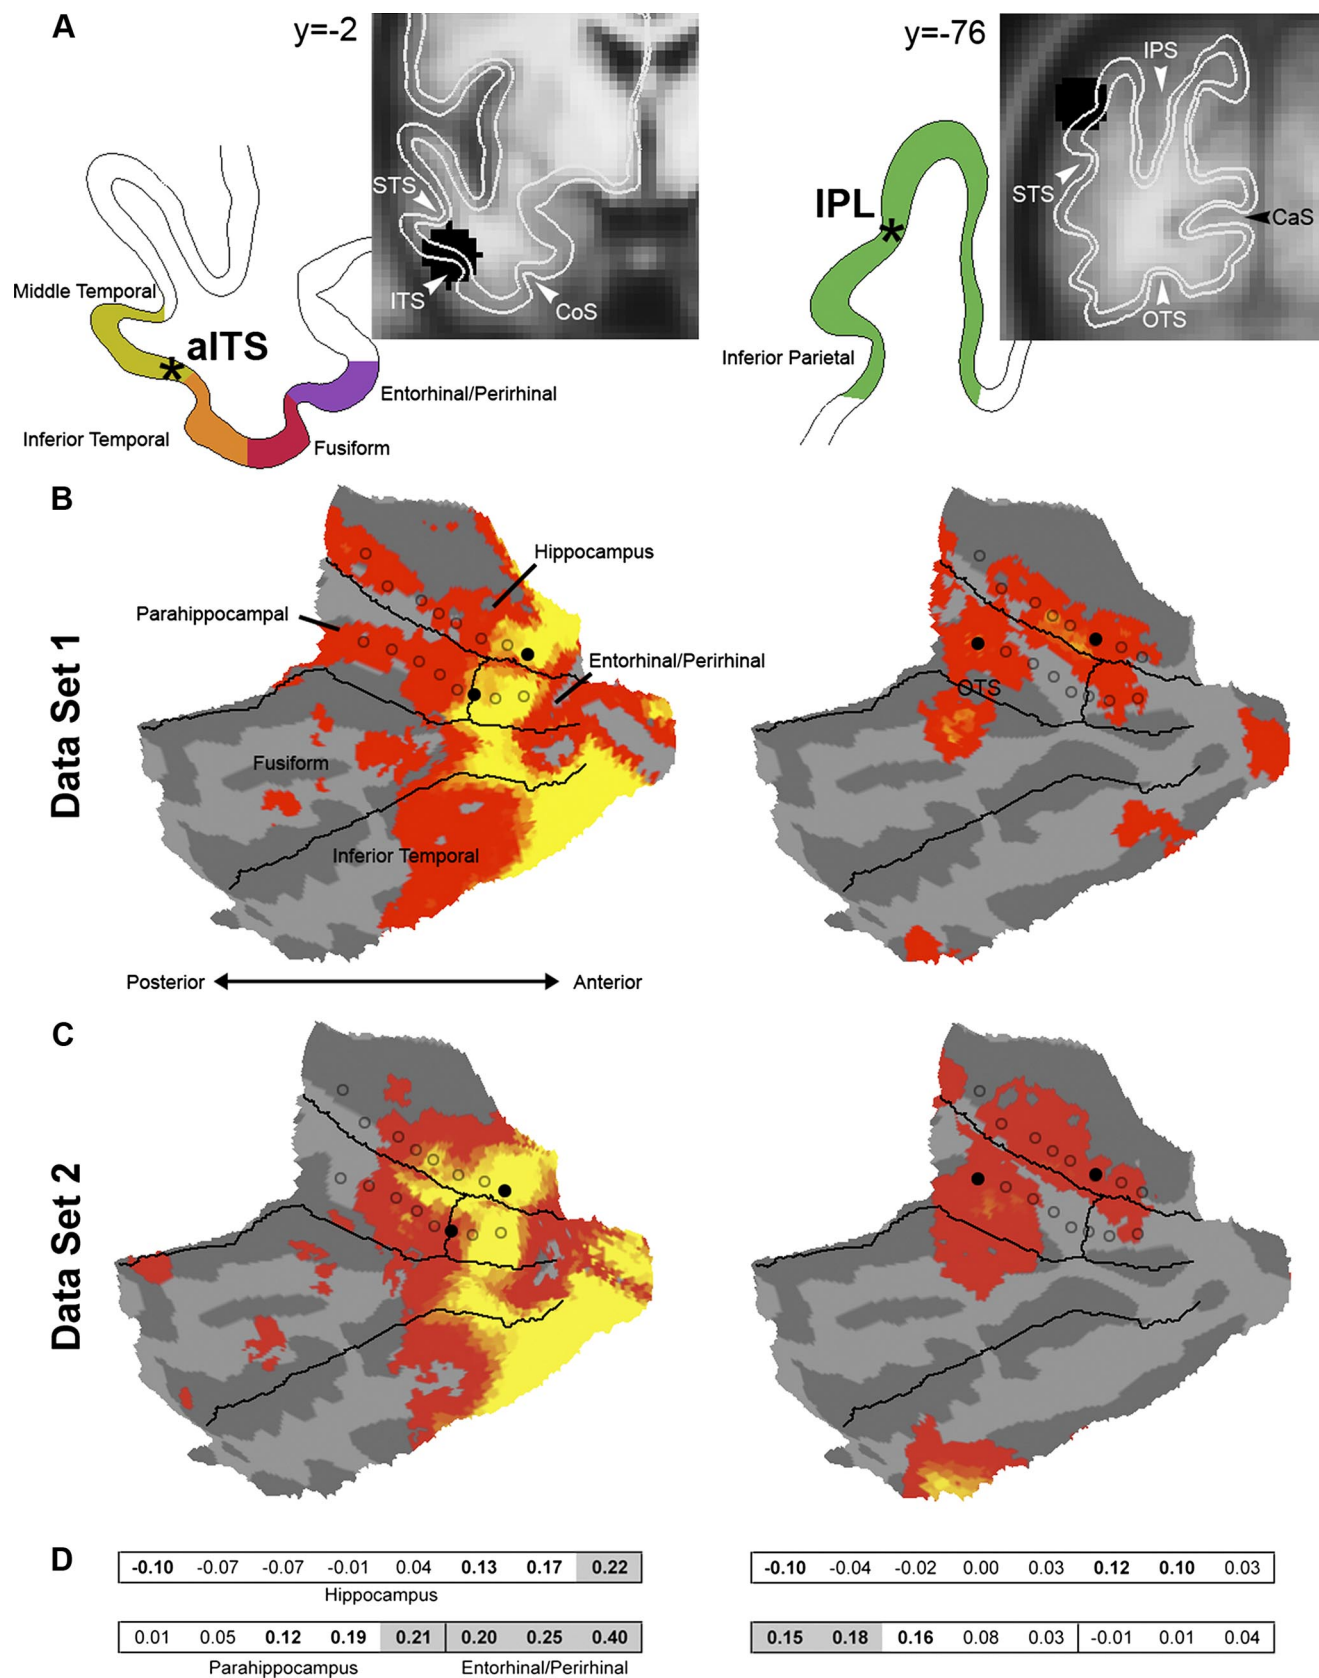 A
y=-2
STS
ITS
CoS
Middle Temporal
aITS
*
Entorhinal/Perirhinal
Inferior Temporal
Fusiform
y=-76
IPS
STS
CaS
OTS
IPL
*
Inferior Parietal
B
Data Set 1
Hippocampus
Parahippocampal
Entorhinal/Perirhinal
Fusiform
Inferior Temporal
OTS
Posterior
Anterior
C
Data Set 2
D
-0.10 -0.07 -0.07 -0.01 0.04 0.13 0.17 0.22
Hippocampus
0.01 0.05 0.12 0.19 0.21 0.20 0.25 0.40
Parahippocampus Entorhinal/Perirhinal
-0.10 -0.04 -0.02 0.00 0.03 0.12 0.10 0.03
0.15 0.18 0.16 0.08 0.03 -0.01 0.01 0.04